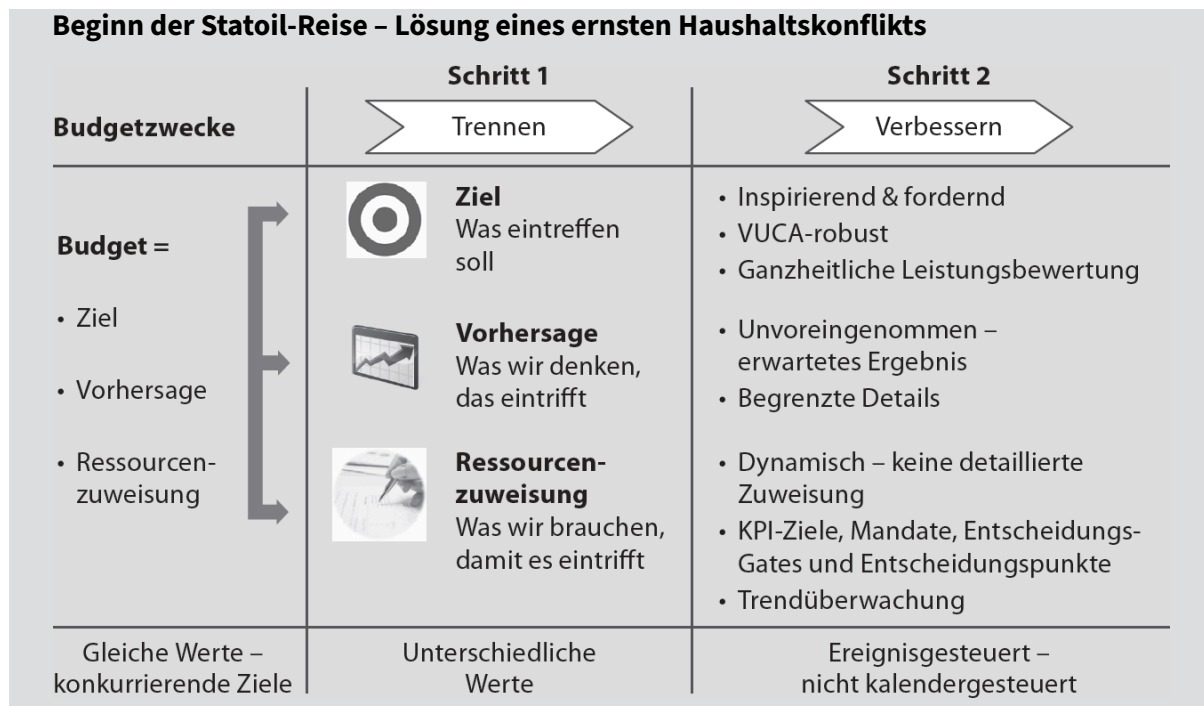 Beginn der Statoil-Reise – Lösung eines ernsten Haushaltskonflikts
Schritt 1
Schritt 2
Budgetzwecke
Trennen
Verbessern
Budget =
• Ziel
• Vorhersage
• Ressourcen-
zuweisung
Ziel
Was eintreffen
soll
Vorhersage
Was wir denken,
das eintrifft
Ressourcen-
zuweisung
Was wir brauchen,
damit es eintrifft
• Inspirierend & fordernd
• VUCA-robust
• Ganzheitliche Leistungsbewertung
• Unvoreingenommen –
erwartetes Ergebnis
• Begrenzte Details
• Dynamisch – keine detaillierte
Zuweisung
• KPI-Ziele, Mandate, Entscheidungs-
Gates und Entscheidungspunkte
• Trendüberwachung
Gleiche Werte –
konkurrierende Ziele
Unterschiedliche
Werte
Ereignisgesteuert –
nicht kalendergesteuert